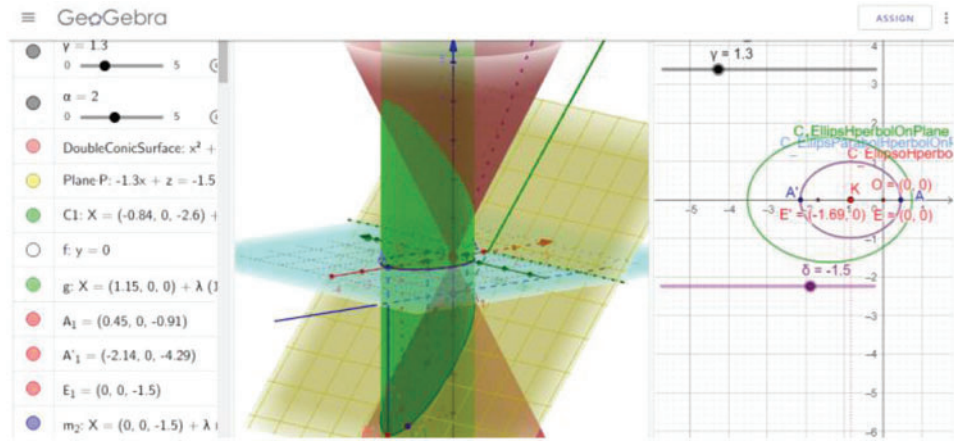 GeoGebra
ASSIGN
γ = 1.3
0 5
α = 2
0 5
DoubleConicSurface: x² +
Plane P: -1.3x + z = -1.5
C1: X = (-0.84, 0, -2.6) +
f: y = 0
g: X = (1.15, 0, 0) + λ (1
A₁ = (0.45, 0, -0.91)
A'₁ = (-2.14, 0, -4.29)
E₁ = (0, 0, -1.5)
m₂: X = (0, 0, -1.5) + λ
γ = 1.3
4
3
2
C_EllipsHperbolOnPlane
C_EllipsParabolHperbolOnP
C_EllipsoHperbo
A' K O = (0, 0) A
-5 -4 -3 -2 -1 0
E' = (-1.69, 0) E = (0, 0)
-1
δ = -1.5
-2
-3
-4
-5
-6